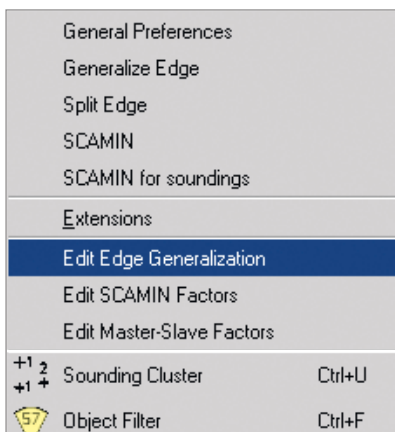 General Preferences
Generalize Edge
Split Edge
SCAMIN
SCAMIN for soundings
Extensions
Edit Edge Generalization
Edit SCAMIN Factors
Edit Master-Slave Factors
+1 2 +1 + Sounding Cluster Ctrl+U
57 Object Filter Ctrl+F